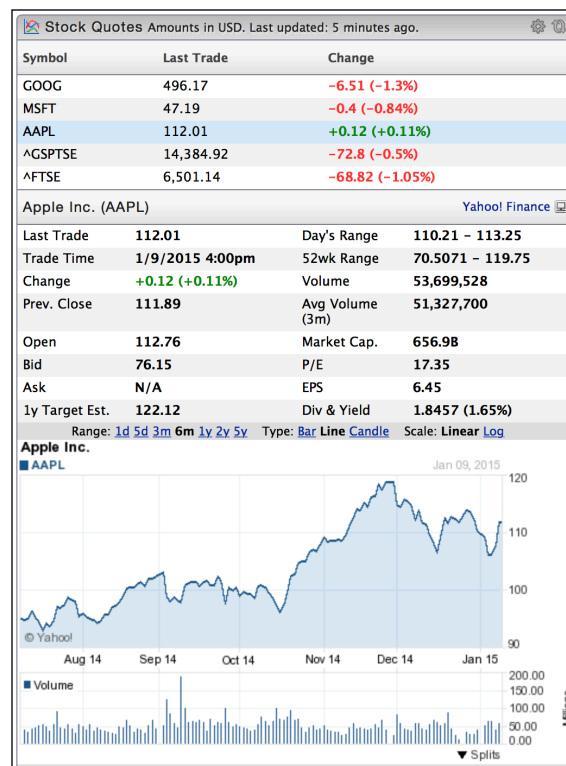 Stock Quotes Amounts in USD. Last updated: 5 minutes ago.
Symbol Last Trade Change
GOOG 496.17 −6.51 (−1.3%)
MSFT 47.19 −0.4 (−0.84%)
AAPL 112.01 +0.12 (+0.11%)
^GSPTSE 14,384.92 −72.8 (−0.5%)
^FTSE 6,501.14 −68.82 (−1.05%)
Apple Inc. (AAPL) Yahoo! Finance
Last Trade 112.01 Day's Range 110.21 − 113.25
Trade Time 1/9/2015 4:00pm 52wk Range 70.5071 − 119.75
Change +0.12 (+0.11%) Volume 53,699,528
Prev. Close 111.89 Avg Volume 51,327,700
(3m)
Open 112.76 Market Cap. 656.9B
Bid 76.15 P/E 17.35
Ask N/A EPS 6.45
1y Target Est. 122.12 Div & Yield 1.8457 (1.65%)
Range: 1d 5d 3m 6m 1y 2y 5y Type: Bar Line Candle Scale: Linear Log
Apple Inc.
AAPL Jan 09, 2015
120
110
100
90
© Yahoo!
Aug 14 Sep 14 Oct 14 Nov 14 Dec 14 Jan 15
Volume 200.00
150.00
100.00
50.00
0.00
Splits